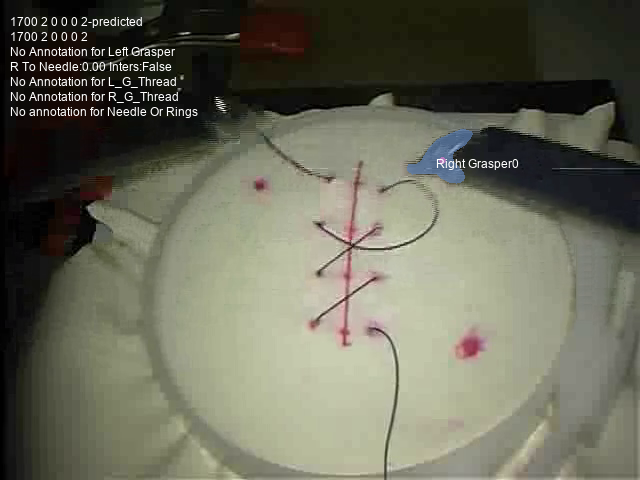 1700 2 0 0 0 2-predicted
1700 2 0 0 0 2
No Annotation for Left Grasper
R To Needle:0.00 Inters:False
No Annotation for L_G_Thread
No Annotation for R_G_Thread
No annotation for Needle Or Rings
Right Grasper0